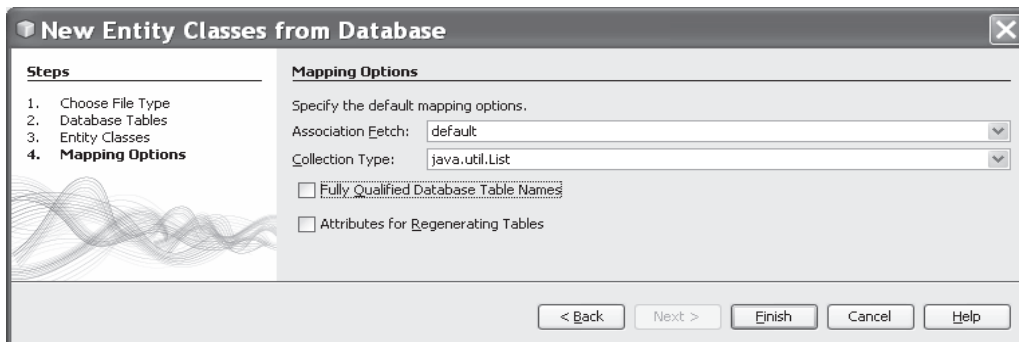 New Entity Classes from Database
Steps
1. Choose File Type
2. Database Tables
3. Entity Classes
4. Mapping Options
Mapping Options
Specify the default mapping options.
Association Fetch: default
Collection Type: java.util.List
Fully Qualified Database Table Names
Attributes for Regenerating Tables
< Back Next > Finish Cancel Help